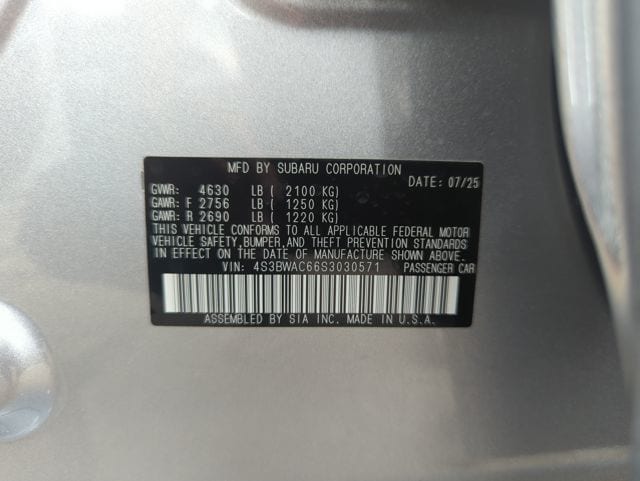 MFD BY SUBARU CORPORATION
DATE: 07/25
GVWR: 4630 LB ( 2100 KG)
GAWR: F 2756 LB ( 1250 KG)
GAWR: R 2690 LB ( 1220 KG)
THIS VEHICLE CONFORMS TO ALL APPLICABLE FEDERAL MOTOR
VEHICLE SAFETY, BUMPER, AND THEFT PREVENTION STANDARDS
IN EFFECT ON THE DATE OF MANUFACTURE SHOWN ABOVE.
VIN: 4S3BWAC66S3030571 PASSENGER CAR
ASSEMBLED BY SIA INC. MADE IN U.S.A.